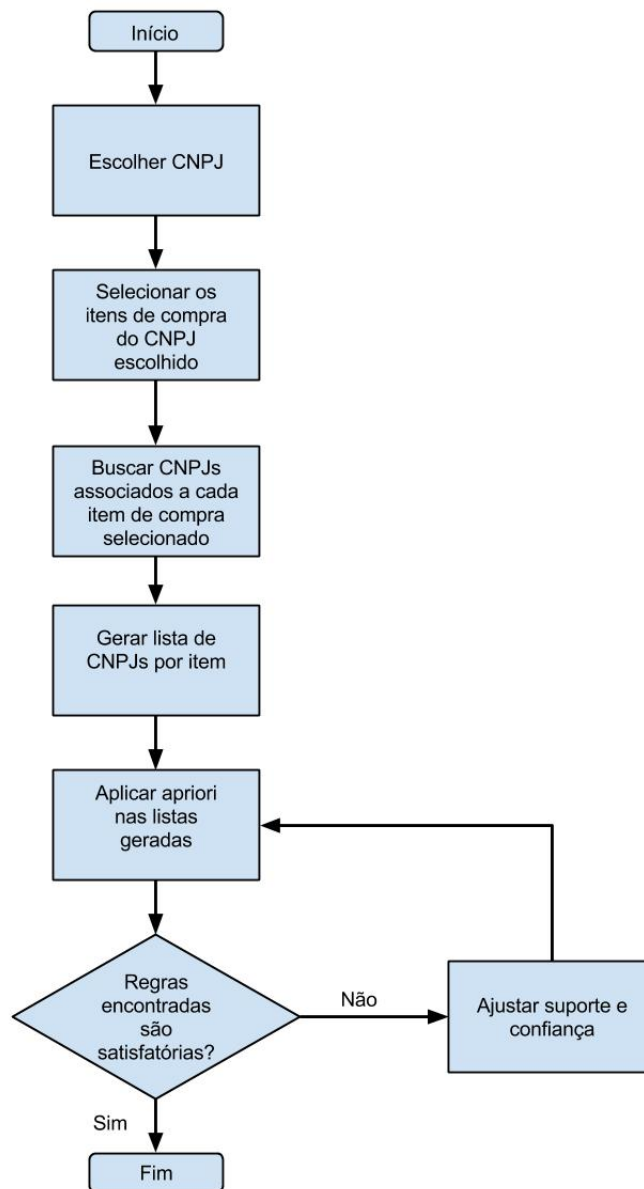 Início
Escolher CNPJ
Selecionar os
itens de compra
do CNPJ
escolhido
Buscar CNPJs
associados a cada
item de compra
selecionado
Gerar lista de
CNPJs por item
Aplicar apriori
nas listas
geradas
Regras
encontradas
são
satisfatórias?
Não
Ajustar suporte e
confiança
Sim
Fim